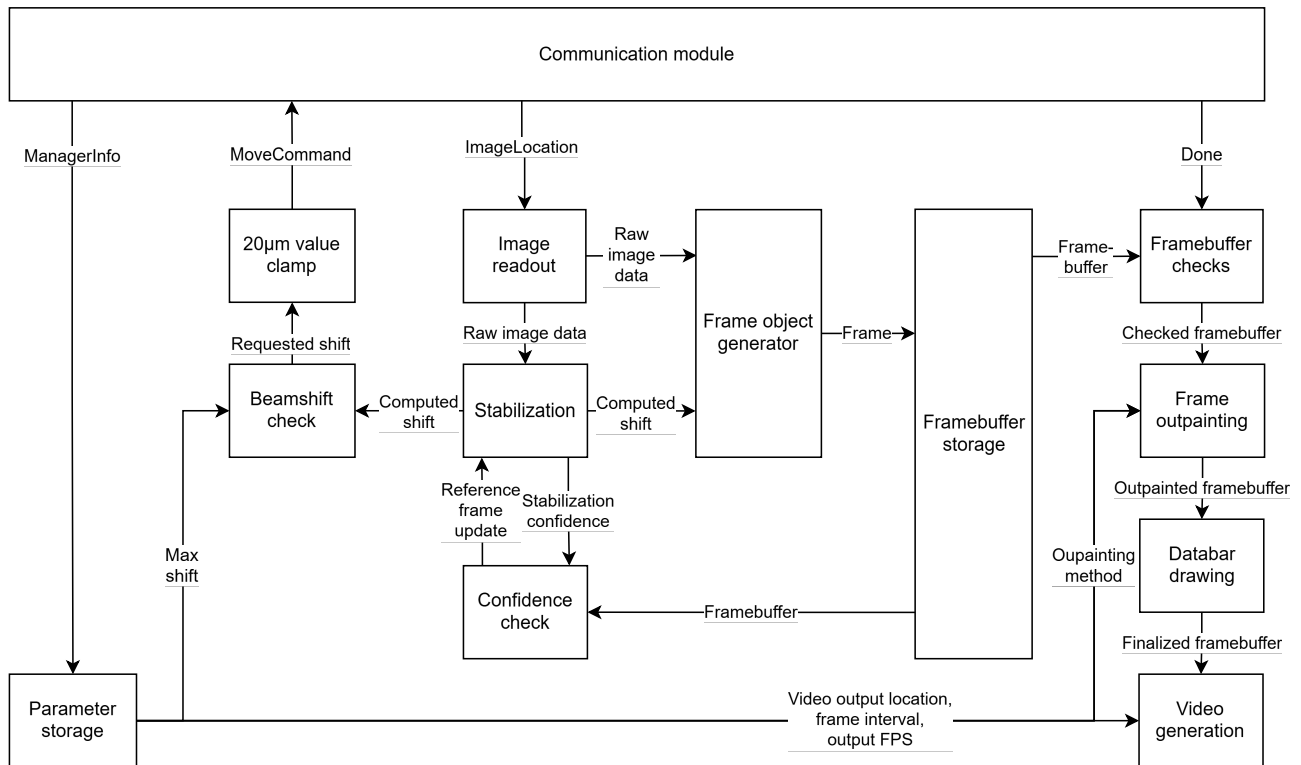 Communication module
ManagerInfo
MoveCommand
ImageLocation
Done
20µm value
clamp
Image
readout
Raw
image
data
Frame-
buffer
Framebuffer
checks
Requested shift
Raw image data
Frame object
generator
Frame
Checked framebuffer
Beamshift
check
Computed
shift
Stabilization
Computed
shift
Framebuffer
storage
Frame
outpainting
Reference
frame
update
Stabilization
confidence
Outpainted framebuffer
Max
shift
Oupainting
method
Databar
drawing
Confidence
check
Framebuffer
Finalized framebuffer
Parameter
storage
Video output location,
frame interval,
output FPS
Video
generation